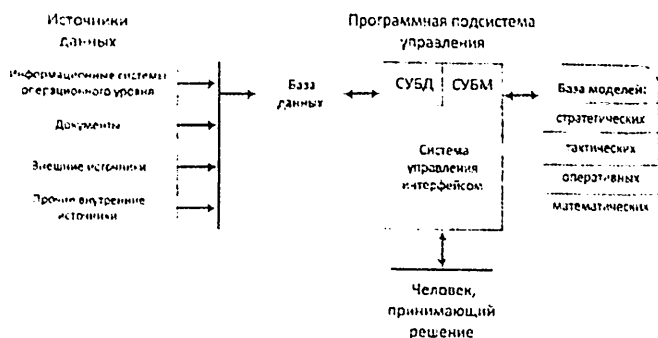 Источники
данных
Программная подсистема
управления
Информационные системы
операционного уровня
Документы
Внешние источники
Прочие внутренние
источники
База
данных
СУБД
СУБМ
Система
управления
интерфейсом
База моделей:
стратегических
тактических
оперативных
математических
Человек,
принимающий
решение